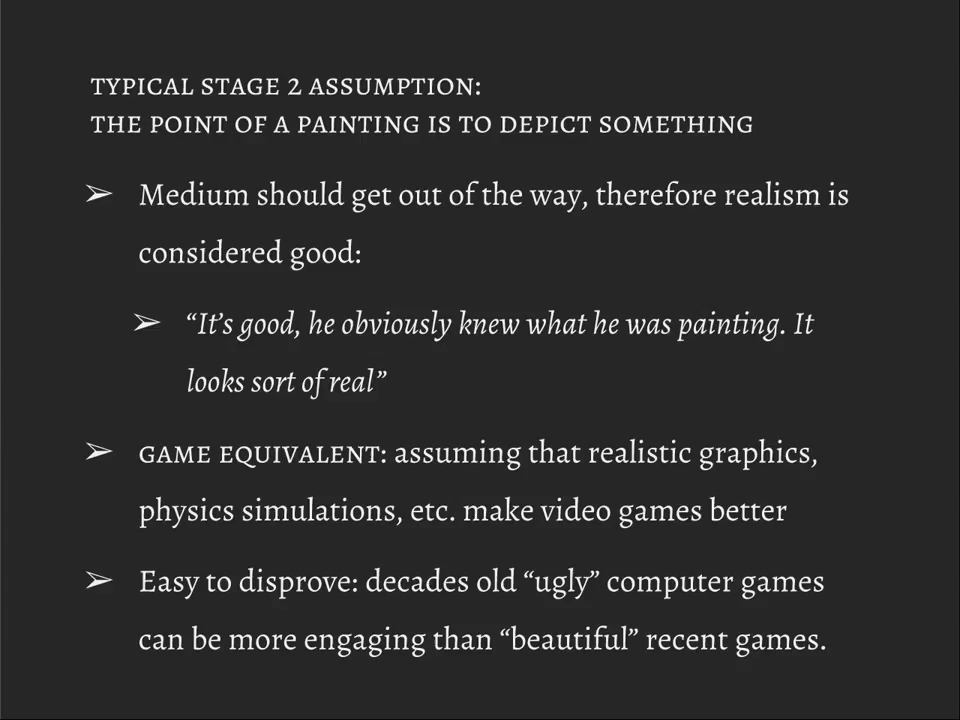 TYPICAL STAGE 2 ASSUMPTION:
THE POINT OF A PAINTING IS TO DEPICT SOMETHING
➢ Medium should get out of the way, therefore realism is
considered good:
➢ “It’s good, he obviously knew what he was painting. It
looks sort of real”
➢ GAME EQUIVALENT: assuming that realistic graphics,
physics simulations, etc. make video games better
➢ Easy to disprove: decades old “ugly” computer games
can be more engaging than “beautiful” recent games.